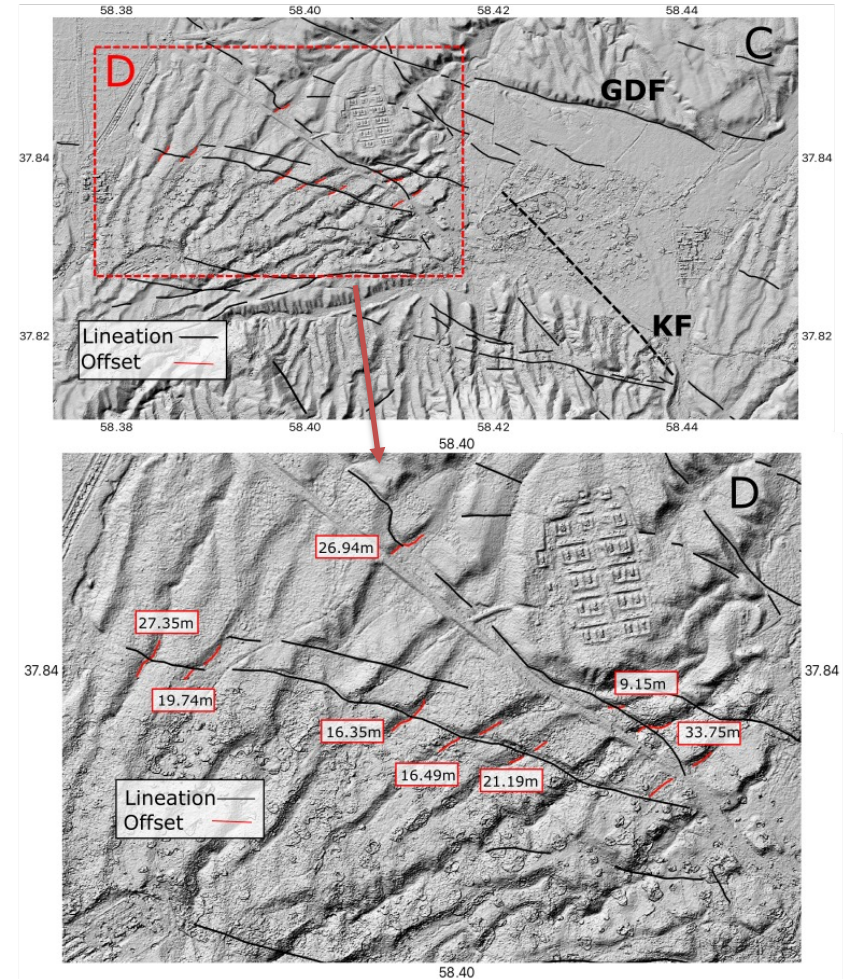 58.38 58.40 58.42 58.44
C
D
GDF
37.84 37.84
KF
37.82 37.82
Lineation
Offset
58.38 58.40 58.42 58.44
58.40
D
26.94m
27.35m
37.84 37.84
9.15m
19.74m
33.75m
16.35m
16.49m
21.19m
Lineation
Offset
58.40